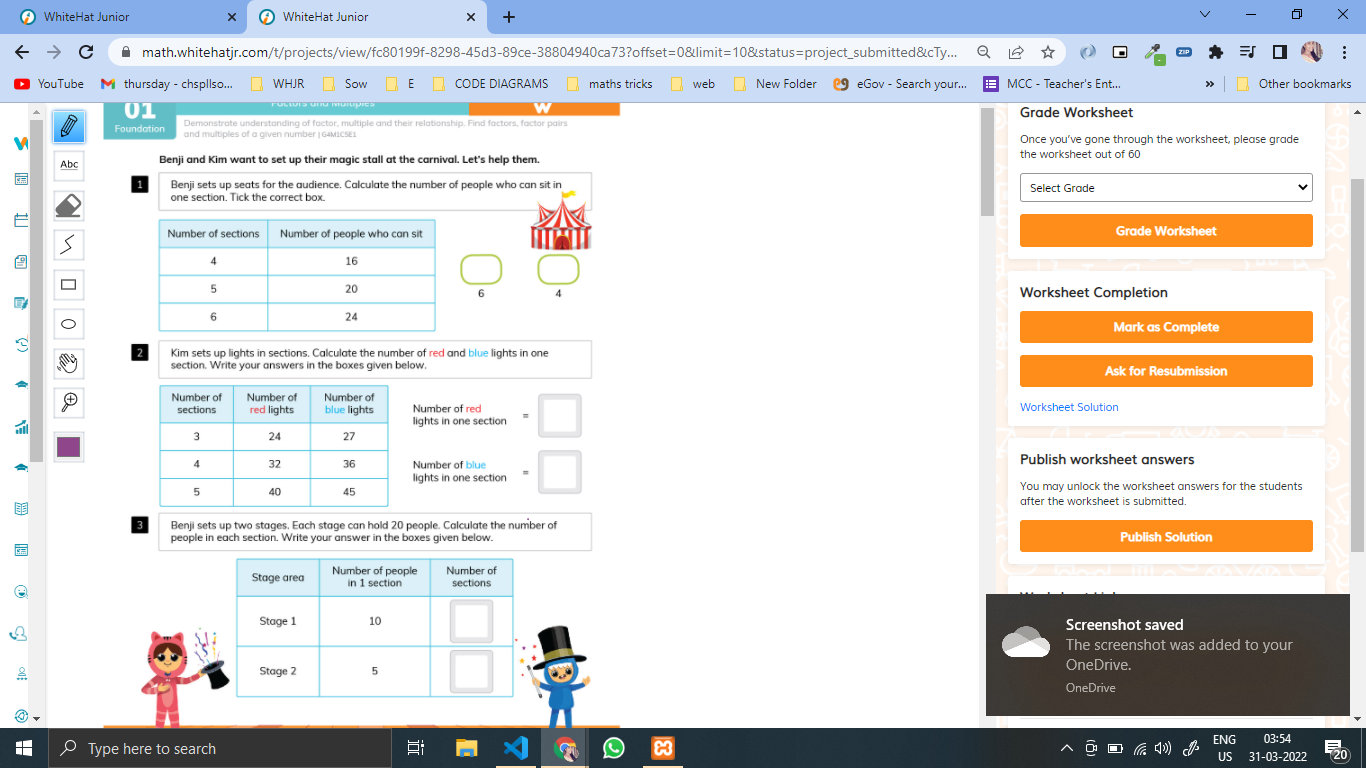 WhiteHat Junior
WhiteHat Junior
math.whitehatjr.com/t/projects/view/fc80199f-8298-45d3-89ce-38804940ca73?offset=0&limit=10&status=project_submitted&cTy...
YouTube
thursday - chspllso...
WHJR
Sow
E
CODE DIAGRAMS
maths tricks
web
New Folder
eGov - Search your...
MCC - Teacher's Ent...
»
Other bookmarks
Abc
01
Foundation
Factors and Multiples
W
Demonstrate understanding of factor, multiple and their relationship. Find factors, factor pairs
and multiples of a given number | G4M1C5E1
Benji and Kim want to set up their magic stall at the carnival. Let's help them.
1
Benji sets up seats for the audience. Calculate the number of people who can sit in
one section. Tick the correct box.
Number of sections Number of people who can sit
4 16
5 20
6 24
6 4
2
Kim sets up lights in sections. Calculate the number of red and blue lights in one
section. Write your answers in the boxes given below.
Number of sections Number of red lights Number of blue lights
3 24 27
4 32 36
5 40 45
Number of red
lights in one section =
Number of blue
lights in one section =
3
Benji sets up two stages. Each stage can hold 20 people. Calculate the number of
people in each section. Write your answer in the boxes given below.
Stage area Number of people in 1 section Number of sections
Stage 1 10
Stage 2 5
Grade Worksheet
Once you've gone through the worksheet, please grade
the worksheet out of 60
Select Grade
Grade Worksheet
Worksheet Completion
Mark as Complete
Ask for Resubmission
Worksheet Solution
Publish worksheet answers
You may unlock the worksheet answers for the students
after the worksheet is submitted.
Publish Solution
Screenshot saved
The screenshot was added to your
OneDrive.
OneDrive
Type here to search
ENG
US
03:54
31-03-2022
20
ZIP